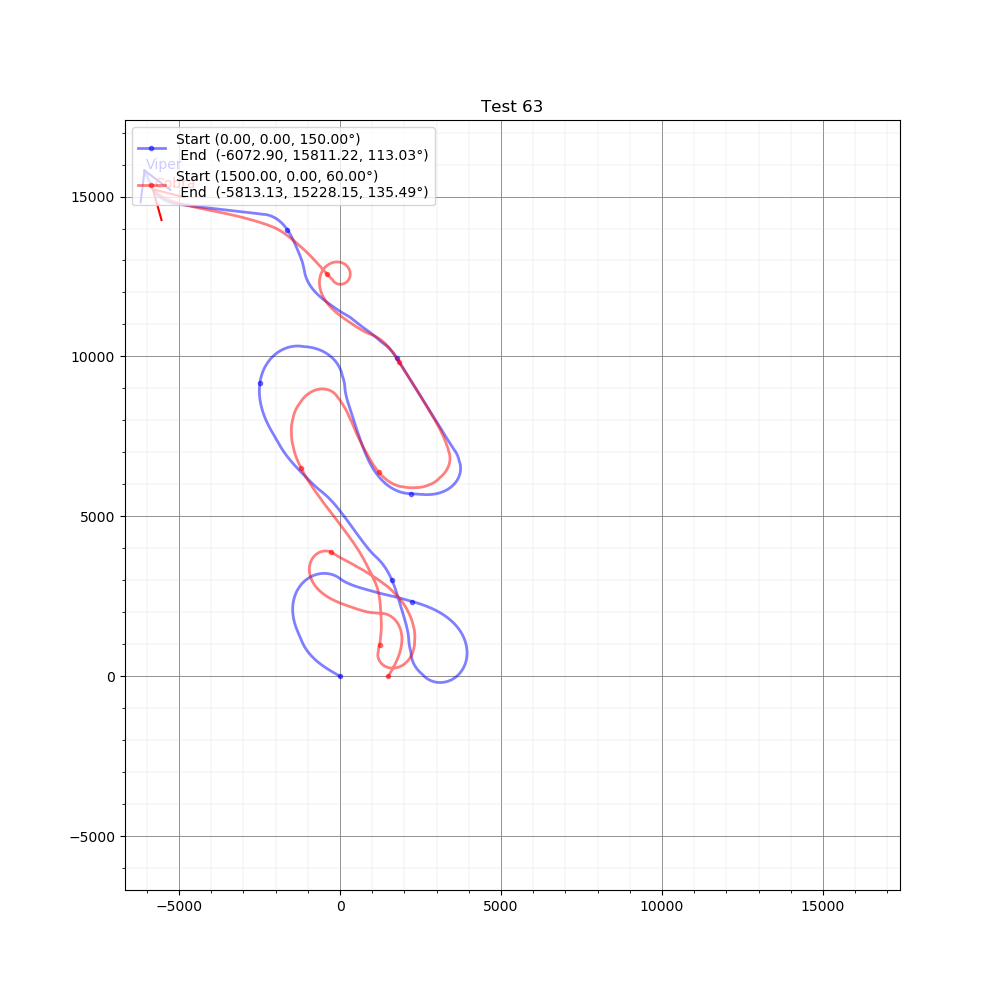 Test 63
Start (0.00, 0.00, 150.00°)
End (-6072.90, 15811.22, 113.03°)
Start (1500.00, 0.00, 60.00°)
End (-5813.13, 15228.15, 135.49°)
Viper
Cobra
15000
10000
5000
0
−5000
−5000
0
5000
10000
15000